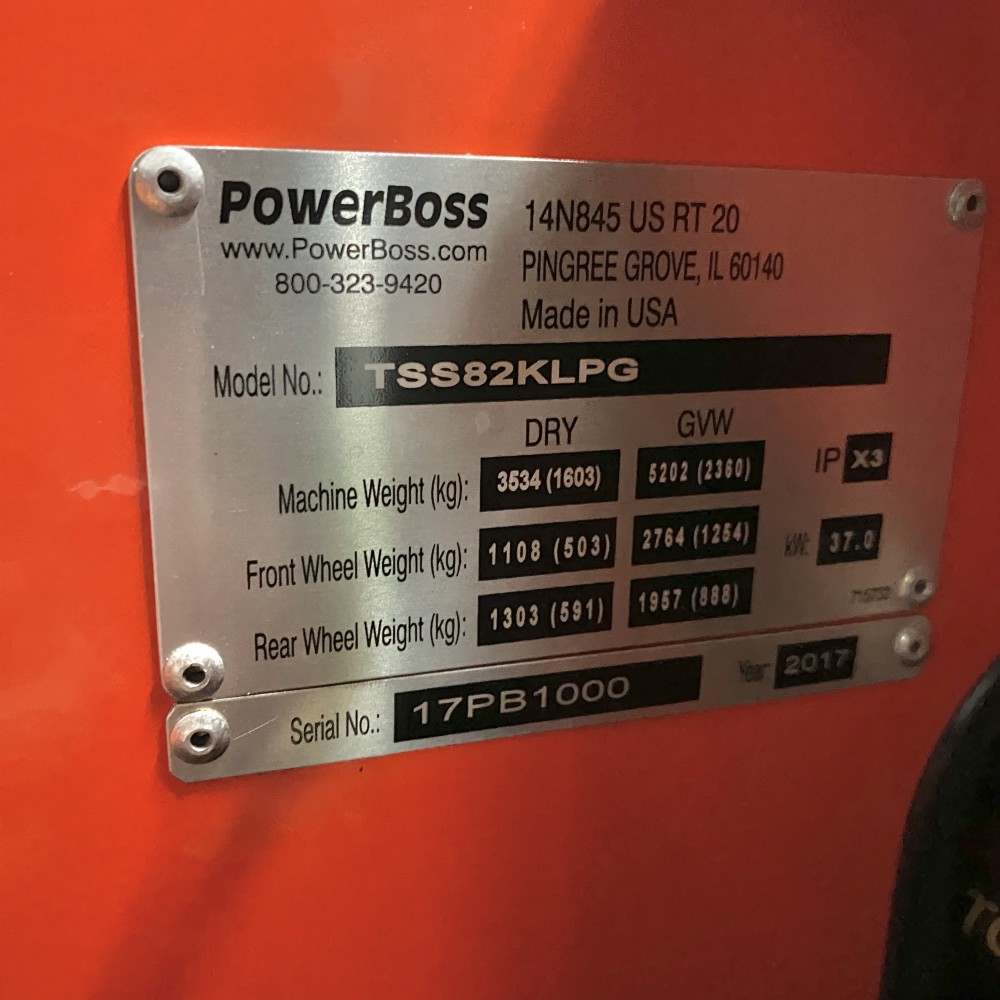 PowerBoss
www.PowerBoss.com
800-323-9420
14N845 US RT 20
PINGREE GROVE, IL 60140
Made in USA
Model No.: TSS82KLPG
DRY GVW
Machine Weight (kg): 3534 (1603) 5202 (2360) IP X3
Front Wheel Weight (kg): 1108 (503) 2764 (1254) kW: 37.0
Rear Wheel Weight (kg): 1303 (591) 1957 (888)
Serial No.: 17PB1000 Year 2017